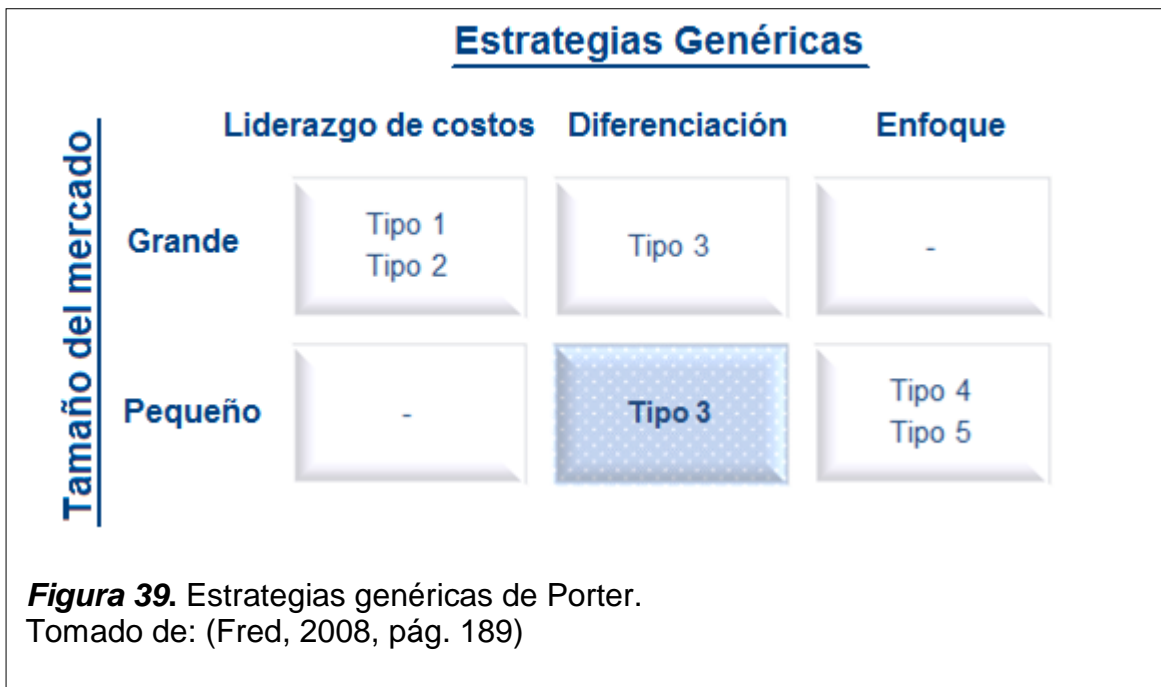 Estrategias Genéricas
Liderazgo de costos Diferenciación Enfoque
Tamaño del mercado
Grande
Tipo 1
Tipo 2
Tipo 3
-
Pequeño
-
Tipo 3
Tipo 4
Tipo 5
Figura 39. Estrategias genéricas de Porter.
Tomado de: (Fred, 2008, pág. 189)